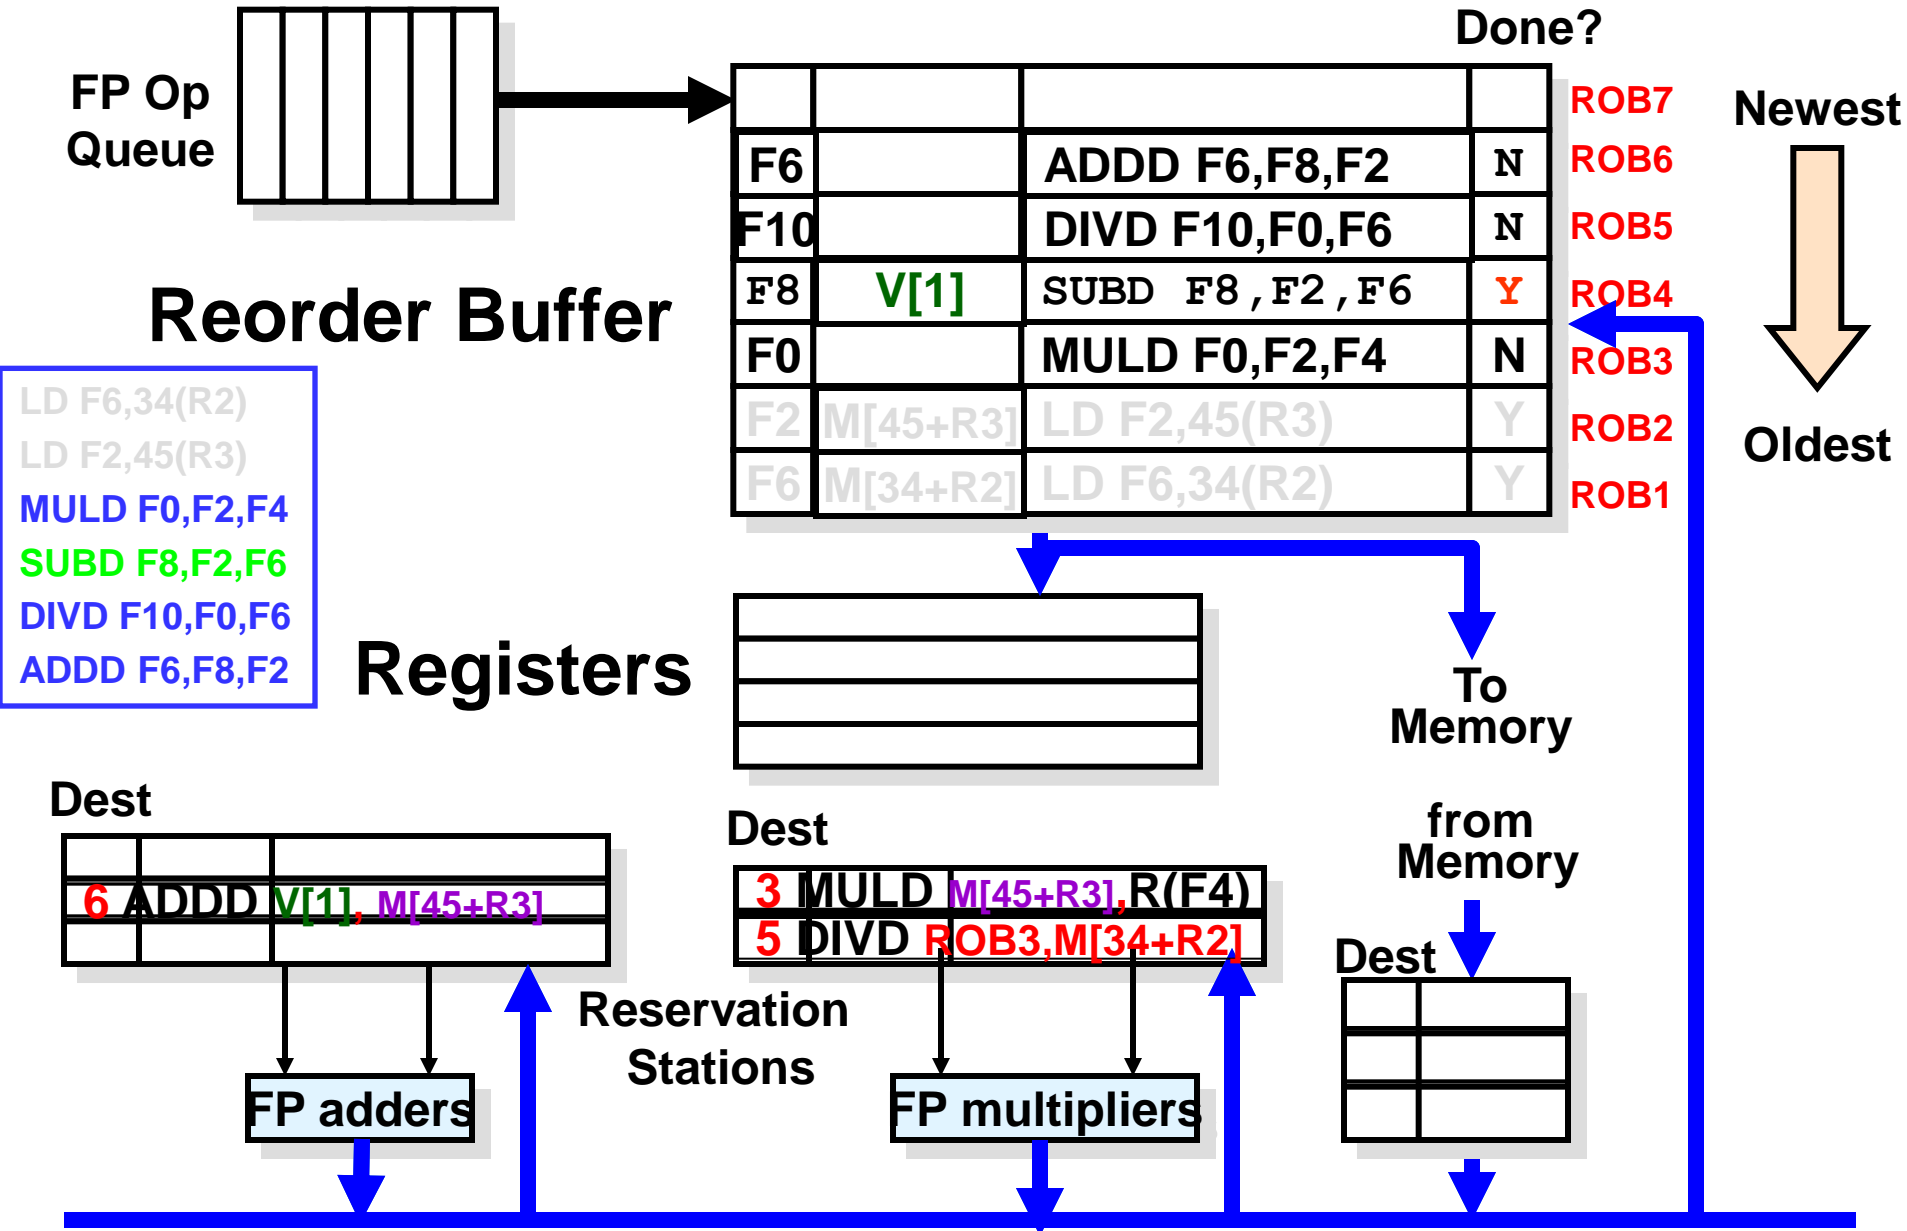 Done?
FP Op
Queue
ROB7
Newest
F6 ADDD F6,F8,F2 N ROB6
F10 DIVD F10,F0,F6 N ROB5
F8 V[1] SUBD F8,F2,F6 Y ROB4
F0 MULD F0,F2,F4 N ROB3
F2 M[45+R3] LD F2,45(R3) Y ROB2
F6 M[34+R2] LD F6,34(R2) Y ROB1
Oldest
Reorder Buffer
LD F6,34(R2)
LD F2,45(R3)
MULD F0,F2,F4
SUBD F8,F2,F6
DIVD F10,F0,F6
ADDD F6,F8,F2
Registers
To
Memory
Dest
6 ADDD V[1], M[45+R3]
Dest
3 MULD M[45+R3],R(F4)
5 DIVD ROB3,M[34+R2]
from
Memory
Dest
Reservation
Stations
FP adders
FP multipliers